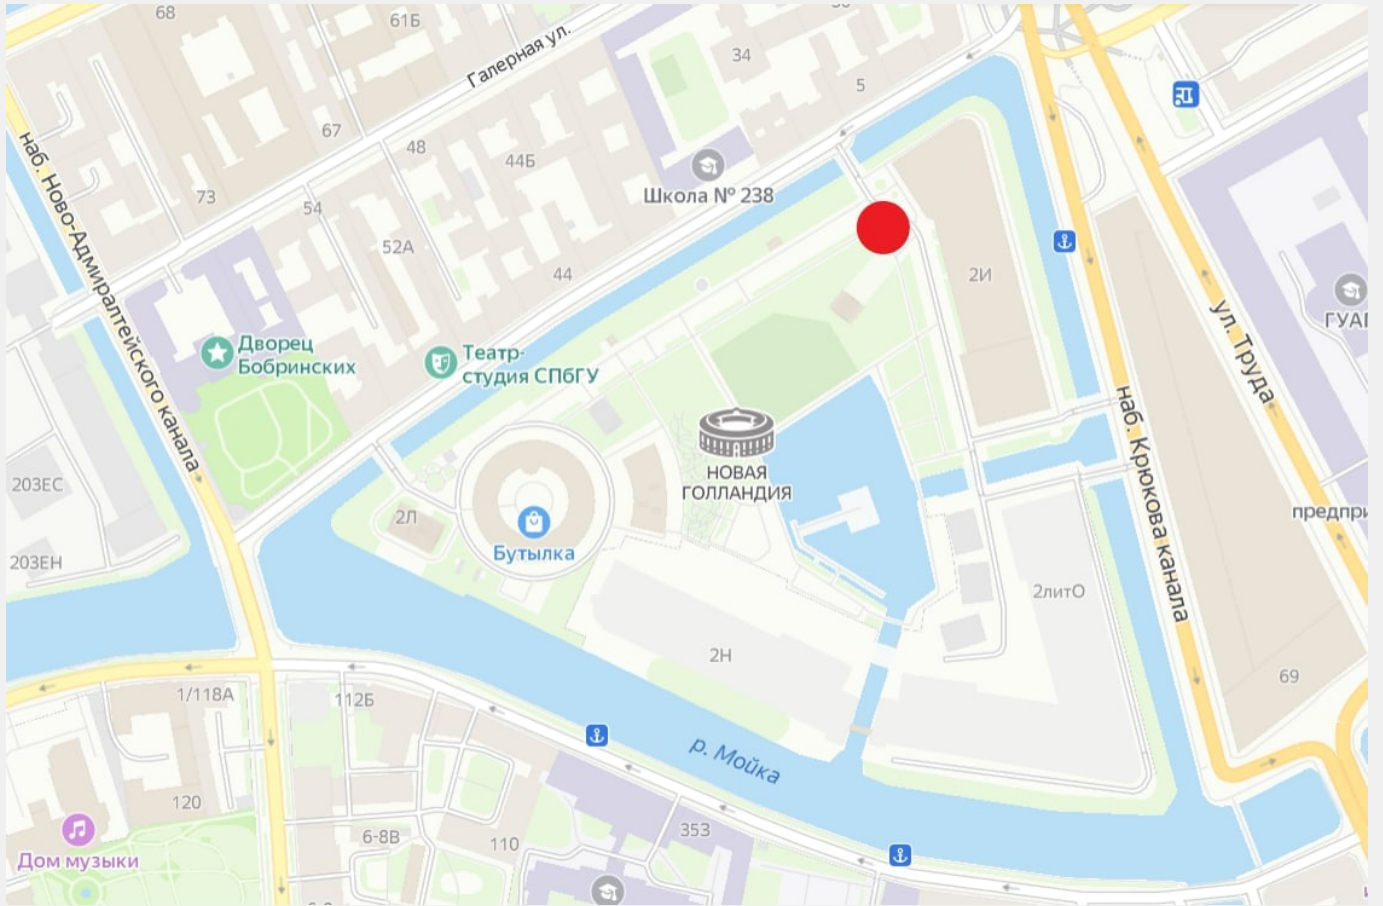 68
61Б
Галерная ул.
34
5
67
48
44Б
Школа № 238
73
54
52А
44
2И
наб. Ново-Адмиралтейского канала
Дворец
Бобринских
Театр-
студия СПбГУ
ул. Труда
наб. Крюкова канала
НОВАЯ
ГОЛЛАНДИЯ
203ЕС
2Л
Бутылка
203ЕН
2литО
2Н
69
1/118А
112Б
р. Мойка
120
6-8В
110
353
Дом музыки